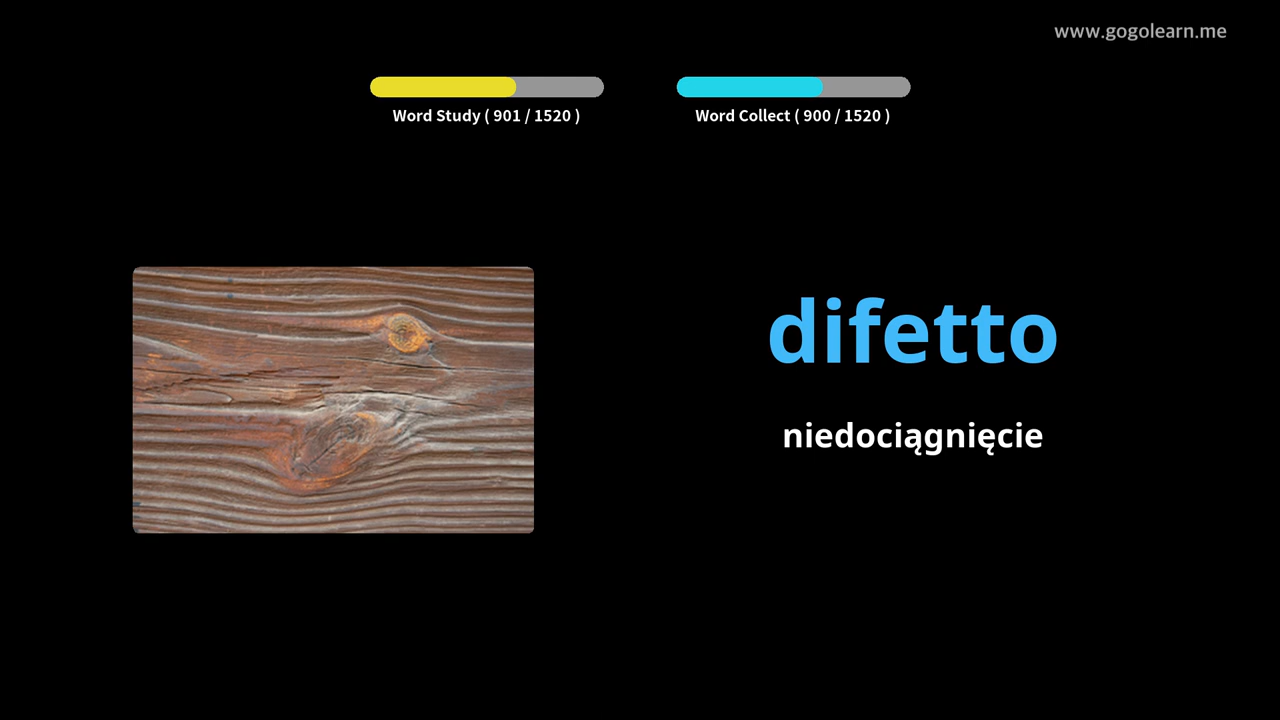 www.gogolearn.me
Word Study ( 901 / 1520 )
Word Collect ( 900 / 1520 )
difetto
niedociągnięcie